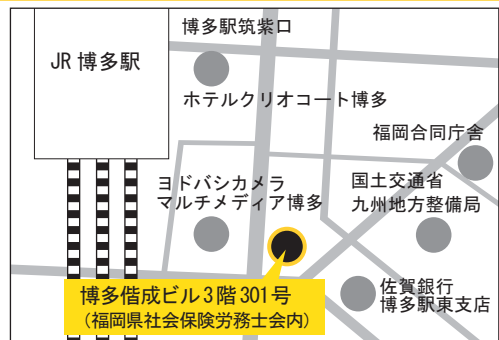 博多駅筑紫口
JR 博多駅
ホテルクリオコート博多
福岡合同庁舎
ヨドバシカメラ
マルチメディア博多
国土交通省
九州地方整備局
佐賀銀行
博多駅東支店
博多偕成ビル3階301号
（福岡県社会保険労務士会内）